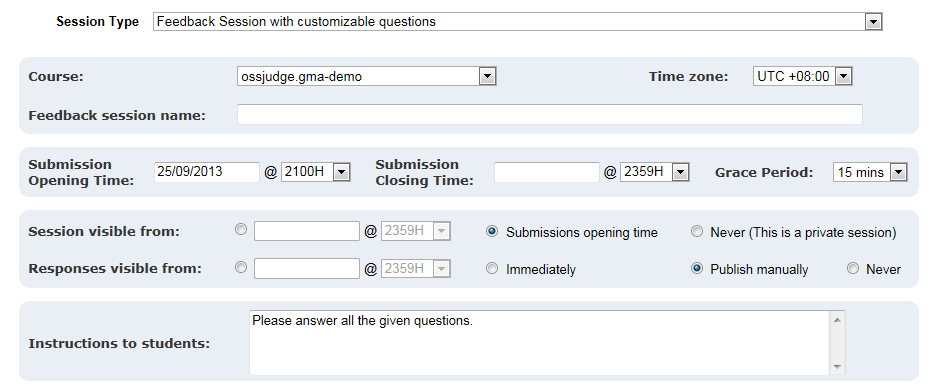 Session Type Feedback Session with customizable questions
Course: ossjudge.gma-demo Time zone: UTC +08:00
Feedback session name:
Submission Opening Time: 25/09/2013 @ 2100H Submission Closing Time: @ 2359H Grace Period: 15 mins
Session visible from: @ 2359H Submissions opening time Never (This is a private session)
Responses visible from: @ 2359H Immediately Publish manually Never
Instructions to students: Please answer all the given questions.